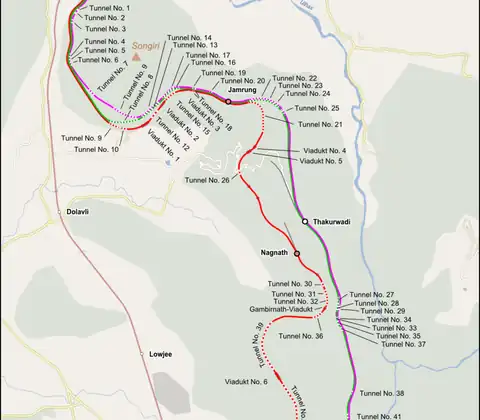 Tunnel No. 1
Tunnel No. 2
Tunnel No. 3
Tunnel No. 4
Tunnel No. 5
Tunnel No. 6
Tunnel No. 7
Songiri
Tunnel No. 9
Tunnel No. 8
Tunnel No. 14
Tunnel No. 13
Tunnel No. 17
Tunnel No. 16
Tunnel No. 19
Tunnel No. 20
Jamrung
Tunnel No. 22
Tunnel No. 23
Tunnel No. 24
Tunnel No. 25
Tunnel No. 21
Tunnel No. 18
Viadukt No. 3
Tunnel No. 15
Viadukt No. 2
Tunnel No. 12
Viadukt No. 1
Tunnel No. 9
Tunnel No. 10
Viadukt No. 4
Viadukt No. 5
Tunnel No. 26
Dolavli
Thakurwadi
Nagnath
Tunnel No. 30
Tunnel No. 31
Tunnel No. 32
Gambirnath-Viadukt
Tunnel No. 27
Tunnel No. 28
Tunnel No. 29
Tunnel No. 34
Tunnel No. 33
Tunnel No. 35
Tunnel No. 37
Tunnel No. 36
Tunnel No. 39
Lowjee
Viadukt No. 6
Tunnel No.
Tunnel No. 38
Tunnel No. 41